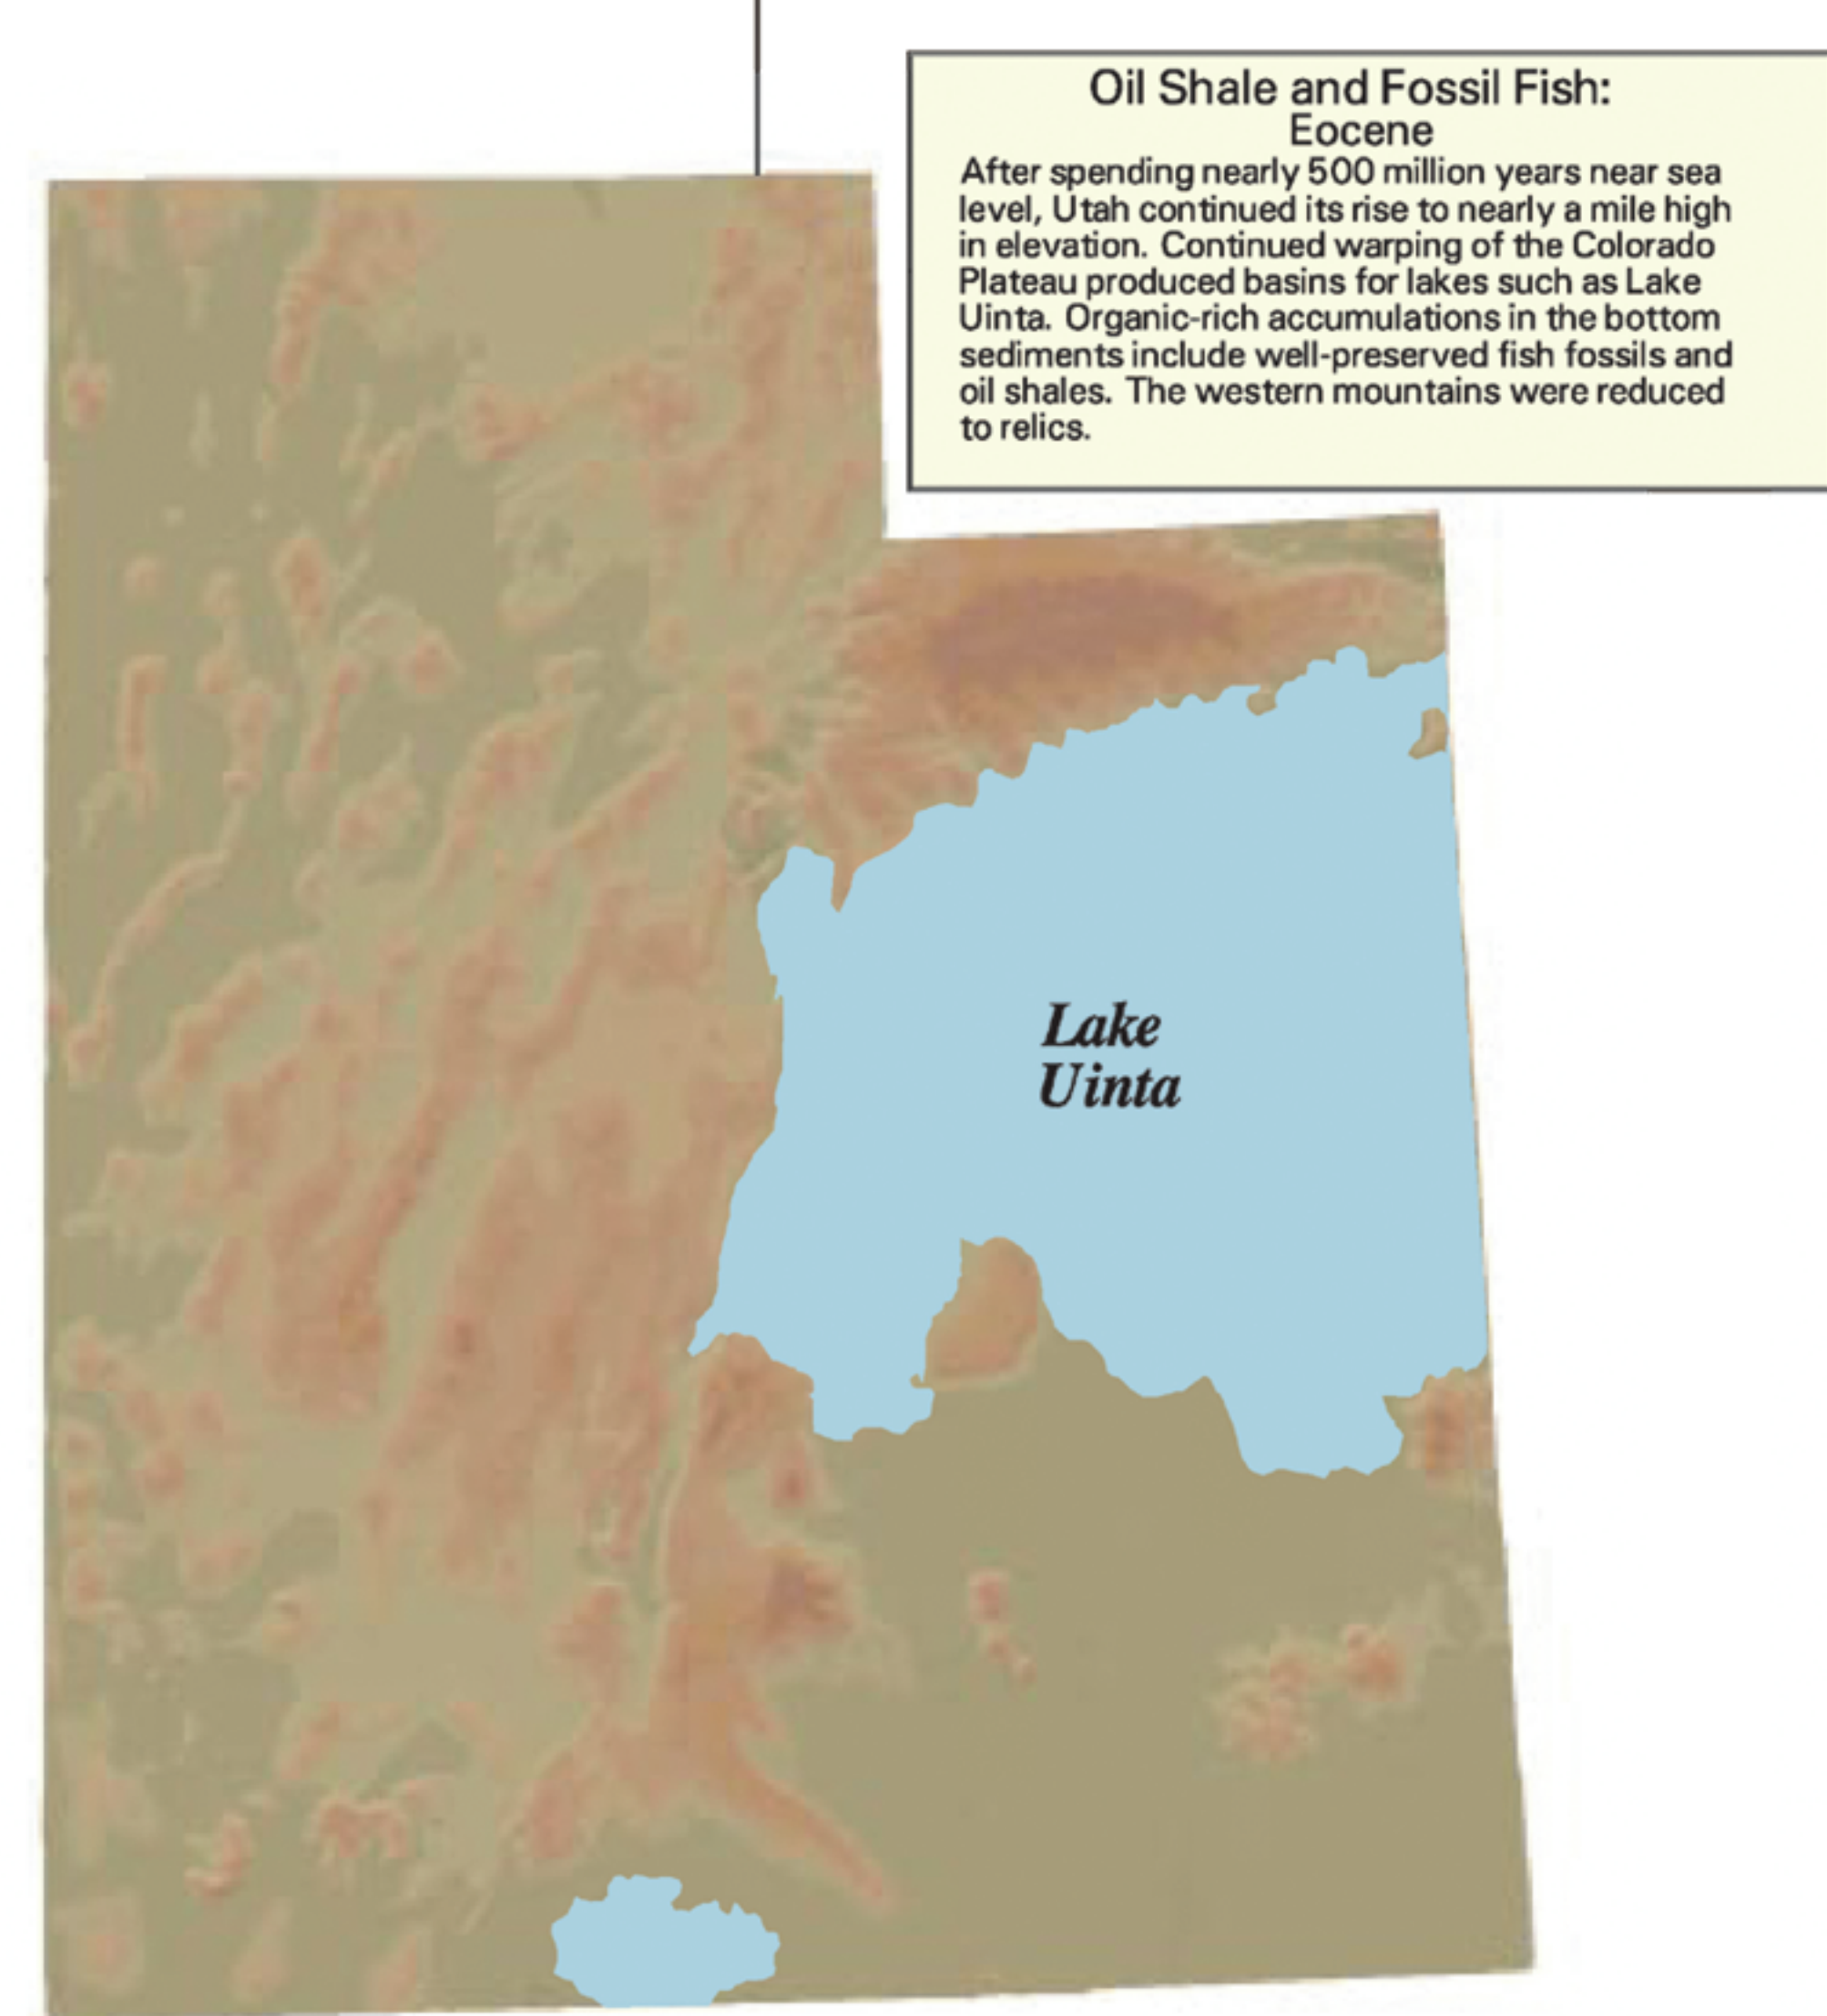 Oil Shale and Fossil Fish:
Eocene
After spending nearly 500 million years near sea
level, Utah continued its rise to nearly a mile high
in elevation. Continued warping of the Colorado
Plateau produced basins for lakes such as Lake
Uinta. Organic-rich accumulations in the bottom
sediments include well-preserved fish fossils and
oil shales. The western mountains were reduced
to relics.
Lake
Uinta